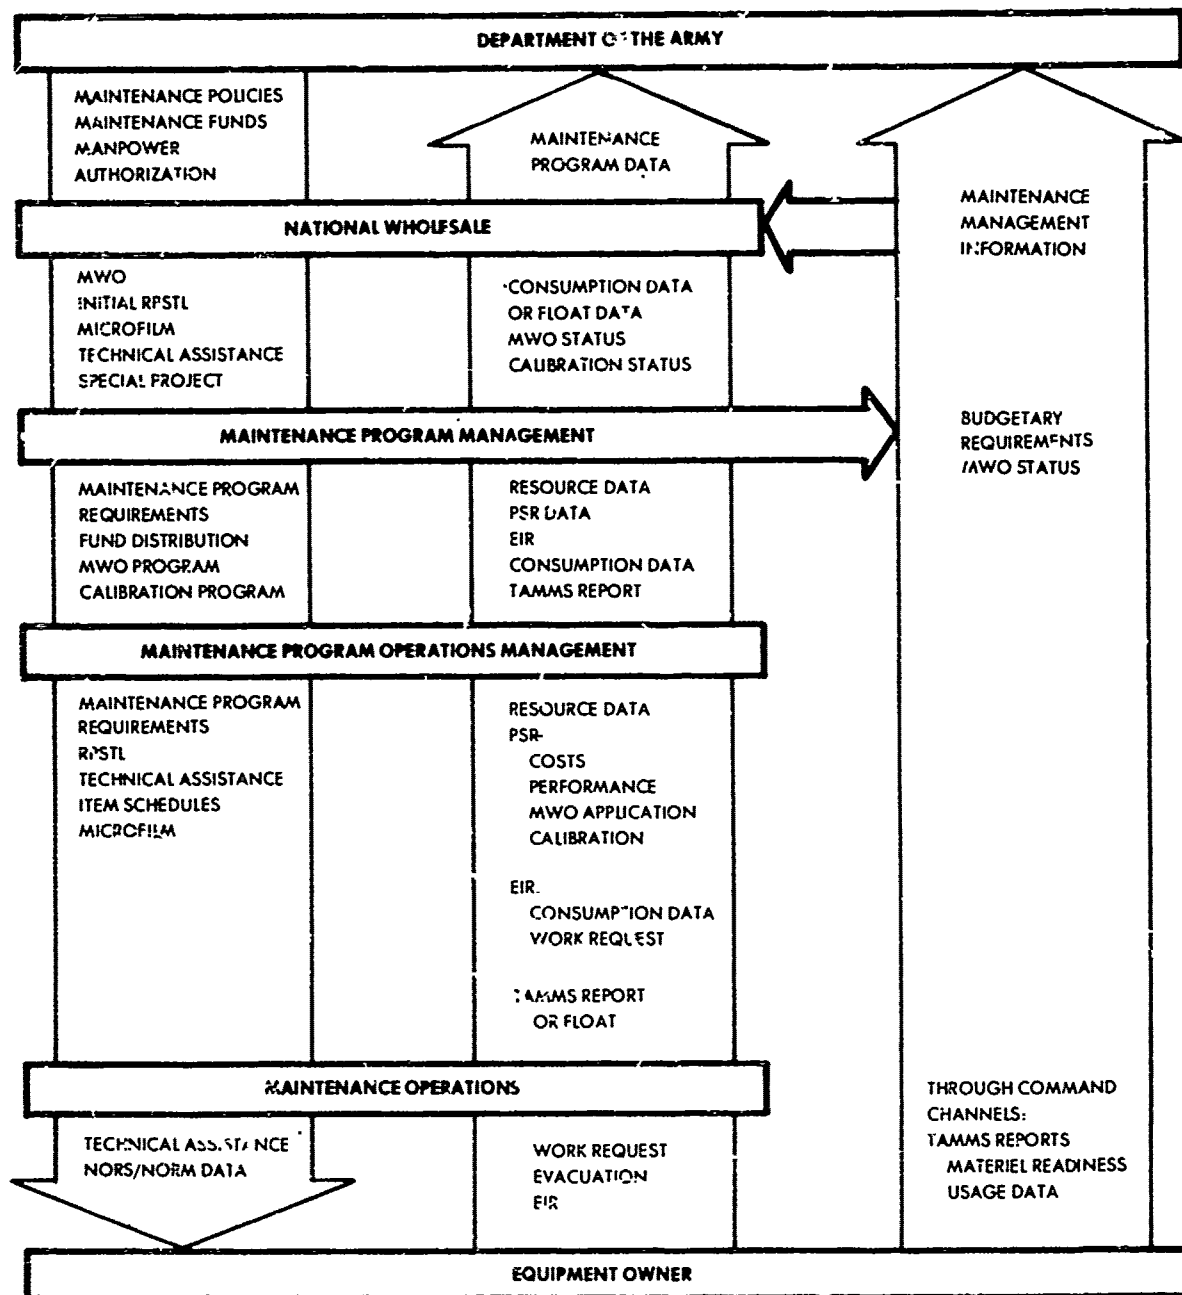 DEPARTMENT OF THE ARMY
MAINTENANCE POLICIES
MAINTENANCE FUNDS
MANPOWER
AUTHORIZATION
MAINTENANCE
PROGRAM DATA
NATIONAL WHOLESALE
MAINTENANCE
MANAGEMENT
INFORMATION
MWO
INITIAL RPSTL
MICROFILM
TECHNICAL ASSISTANCE
SPECIAL PROJECT
CONSUMPTION DATA
OR FLOAT DATA
MWO STATUS
CALIBRATION STATUS
MAINTENANCE PROGRAM MANAGEMENT
BUDGETARY
REQUIREMENTS
MWO STATUS
MAINTENANCE PROGRAM
REQUIREMENTS
FUND DISTRIBUTION
MWO PROGRAM
CALIBRATION PROGRAM
RESOURCE DATA
PSR DATA
EIR
CONSUMPTION DATA
TAMMS REPORT
MAINTENANCE PROGRAM OPERATIONS MANAGEMENT
MAINTENANCE PROGRAM
REQUIREMENTS
RPSTL
TECHNICAL ASSISTANCE
ITEM SCHEDULES
MICROFILM
RESOURCE DATA
PSR-
COSTS
PERFORMANCE
MWO APPLICATION
CALIBRATION
EIR-
CONSUMPTION DATA
WORK REQUEST
TAMMS REPORT
OR FLOAT
MAINTENANCE OPERATIONS
TECHNICAL ASSISTANCE
NORS/NORM DATA
WORK REQUEST
EVACUATION
EIR
THROUGH COMMAND
CHANNELS:
TAMMS REPORTS
MATERIEL READINESS
USAGE DATA
EQUIPMENT OWNER